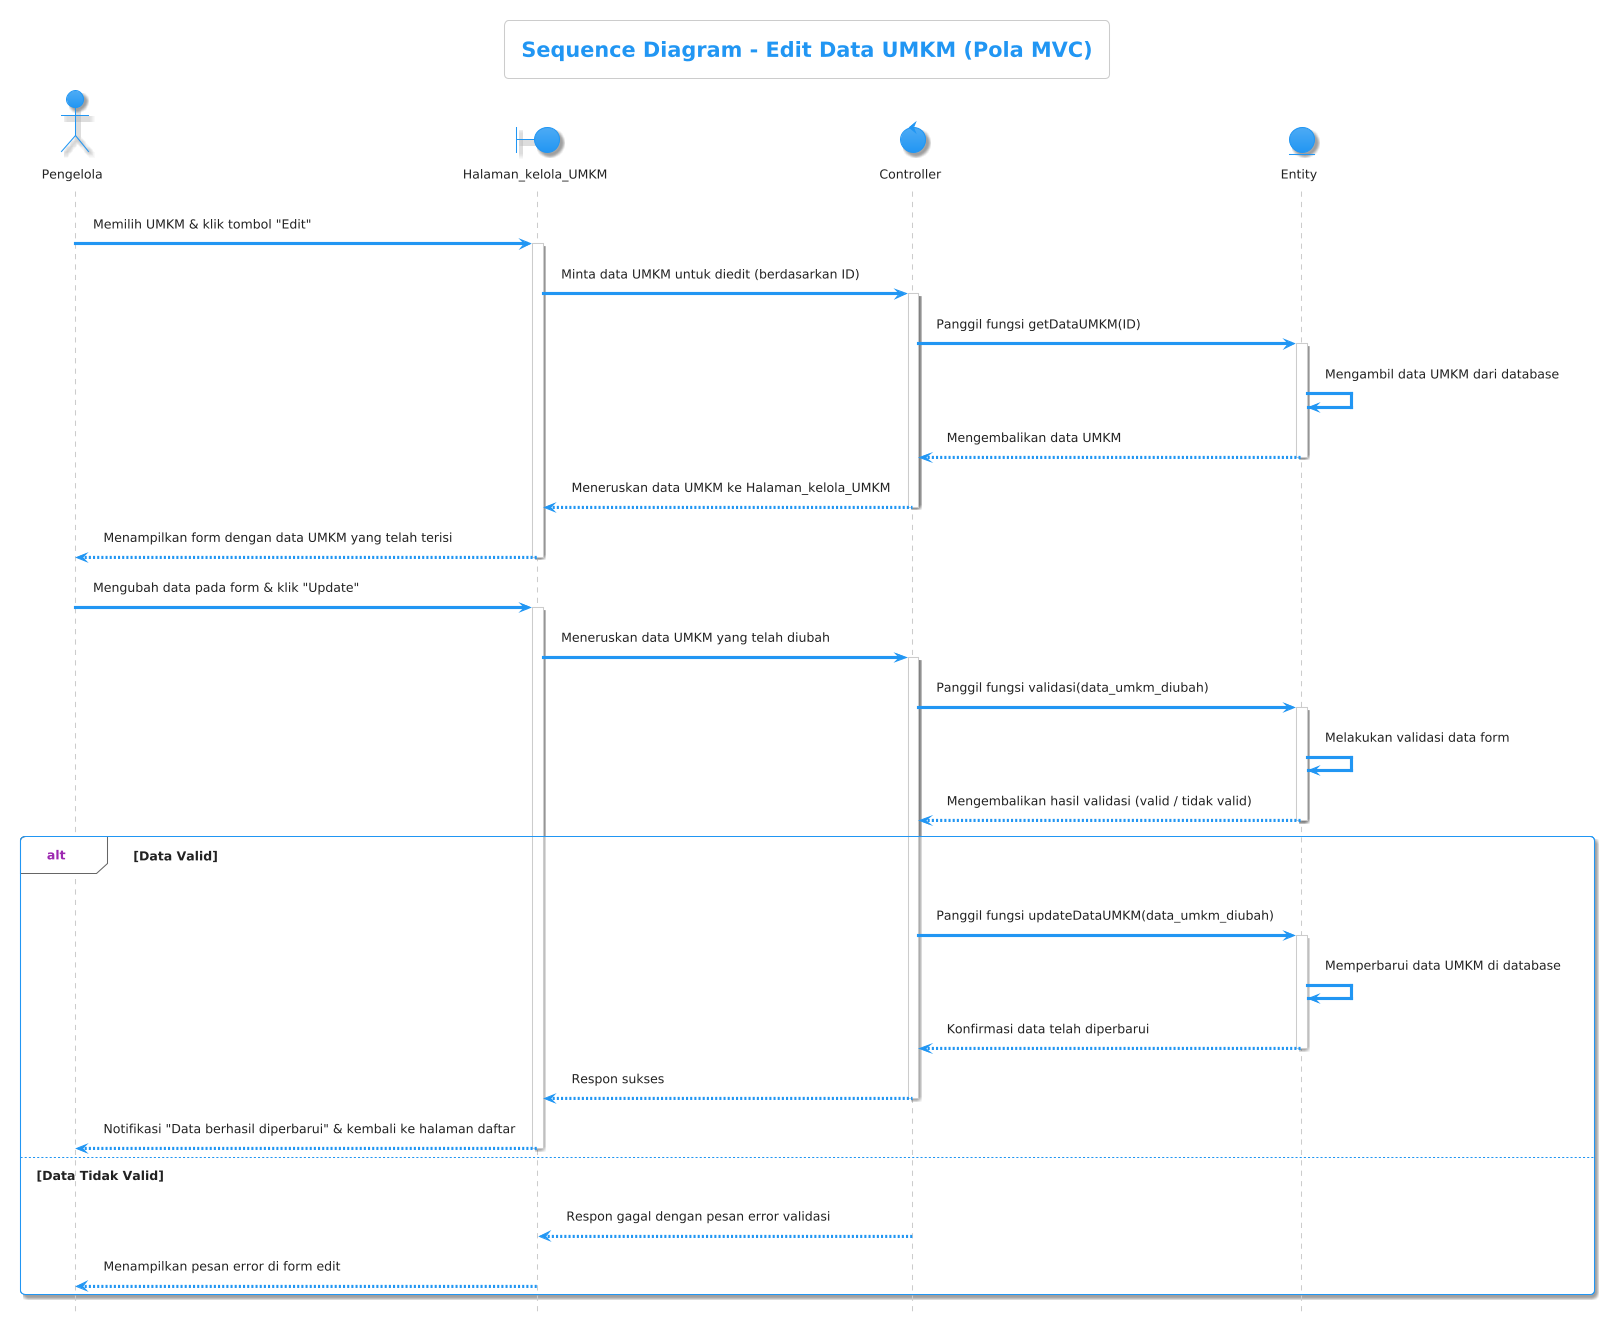 Sequence Diagram - Edit Data UMKM (Pola MVC)
Pengelola
Halaman_kelola_UMKM
Controller
Entity
Memilih UMKM & klik tombol "Edit"
Minta data UMKM untuk diedit (berdasarkan ID)
Panggil fungsi getDataUMKM(ID)
Mengambil data UMKM dari database
Mengembalikan data UMKM
Meneruskan data UMKM ke Halaman_kelola_UMKM
Menampilkan form dengan data UMKM yang telah terisi
Mengubah data pada form & klik "Update"
Meneruskan data UMKM yang telah diubah
Panggil fungsi validasi(data_umkm_diubah)
Melakukan validasi data form
Mengembalikan hasil validasi (valid / tidak valid)
alt
[Data Valid]
Panggil fungsi updateDataUMKM(data_umkm_diubah)
Memperbarui data UMKM di database
Konfirmasi data telah diperbarui
Respon sukses
Notifikasi "Data berhasil diperbarui" & kembali ke halaman daftar
[Data Tidak Valid]
Respon gagal dengan pesan error validasi
Menampilkan pesan error di form edit